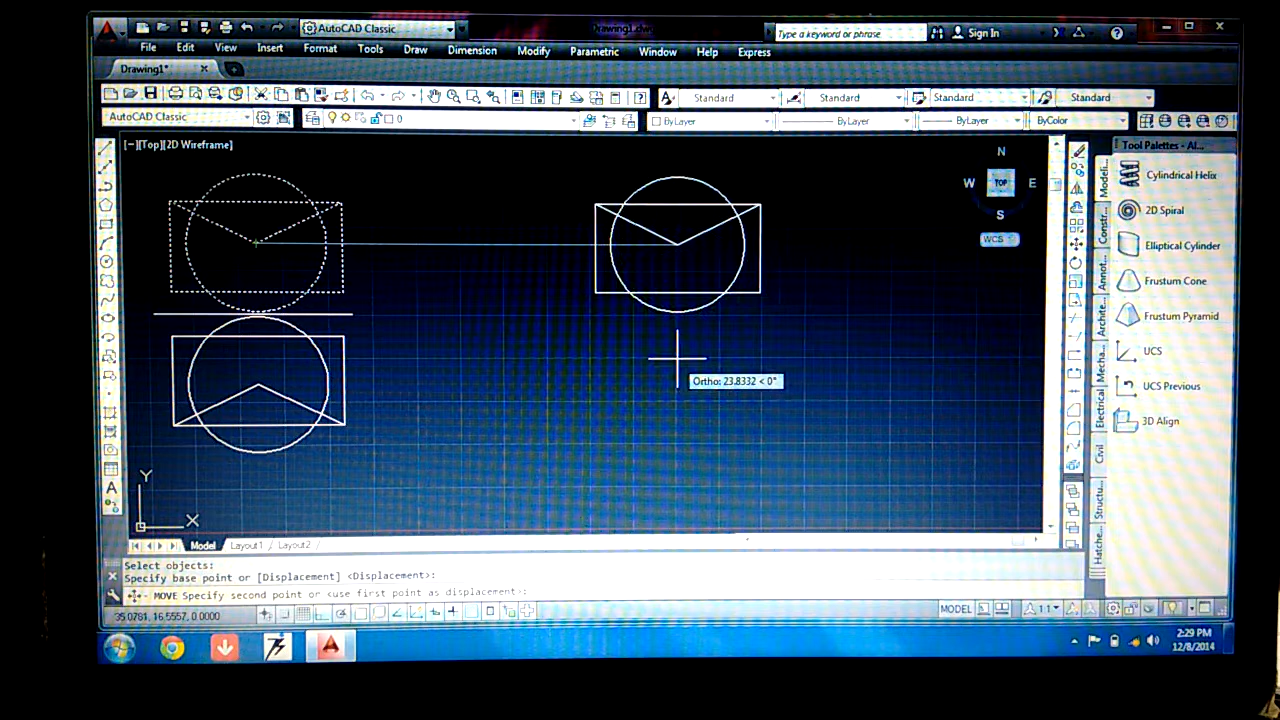 AutoCAD Classic
Drawing1.dwg
Type a keyword or phrase
Sign In
File Edit View Insert Format Tools Draw Dimension Modify Parametric Window Help Express
Drawing1*
Standard Standard Standard Standard
AutoCAD Classic 0 ByLayer ByLayer ByLayer ByColor
[−][Top][2D Wireframe]
N
W TOP E
S
WCS
Tool Palettes - Al...
Cylindrical Helix
2D Spiral
Elliptical Cylinder
Frustum Cone
Frustum Pyramid
UCS
UCS Previous
3D Align
Modeli...
Constr...
Annot...
Archite...
Mecha...
Electrical
Civil
Structu...
Hatche...
Ortho: 23.8332 < 0°
Y
X
A
Model Layout1 Layout2
Select objects:
Specify base point or [Displacement] <Displacement>:
MOVE Specify second point or <use first point as displacement>:
35.0781, 16.5557, 0.0000
MODEL 1:1
2:29 PM
12/8/2014